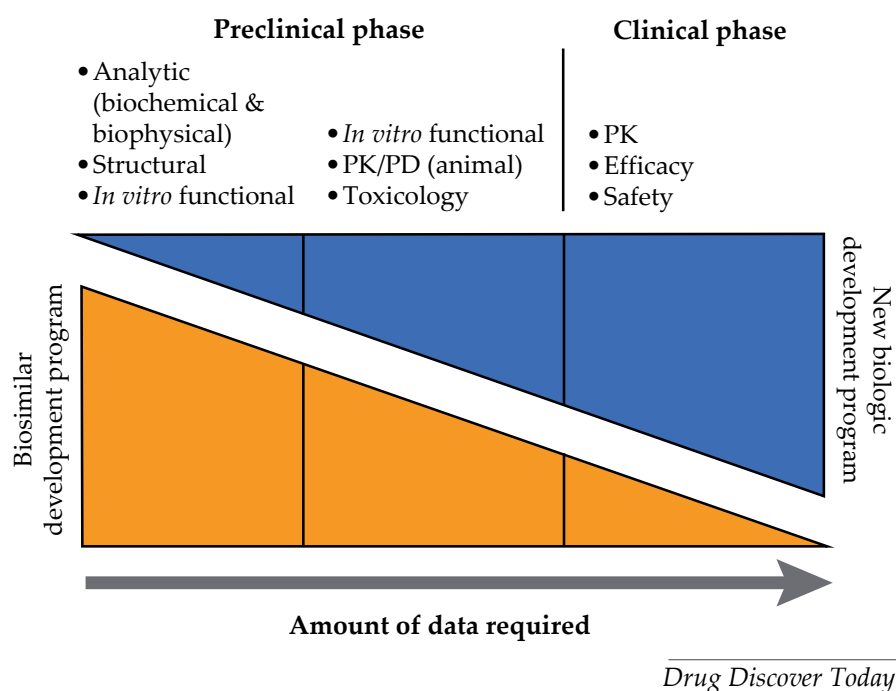 Preclinical phase
Clinical phase
• Analytic
(biochemical &
biophysical)
• Structural
• In vitro functional
• In vitro functional
• PK/PD (animal)
• Toxicology
• PK
• Efficacy
• Safety
Biosimilar
development program
New biologic
development program
Amount of data required
Drug Discover Today